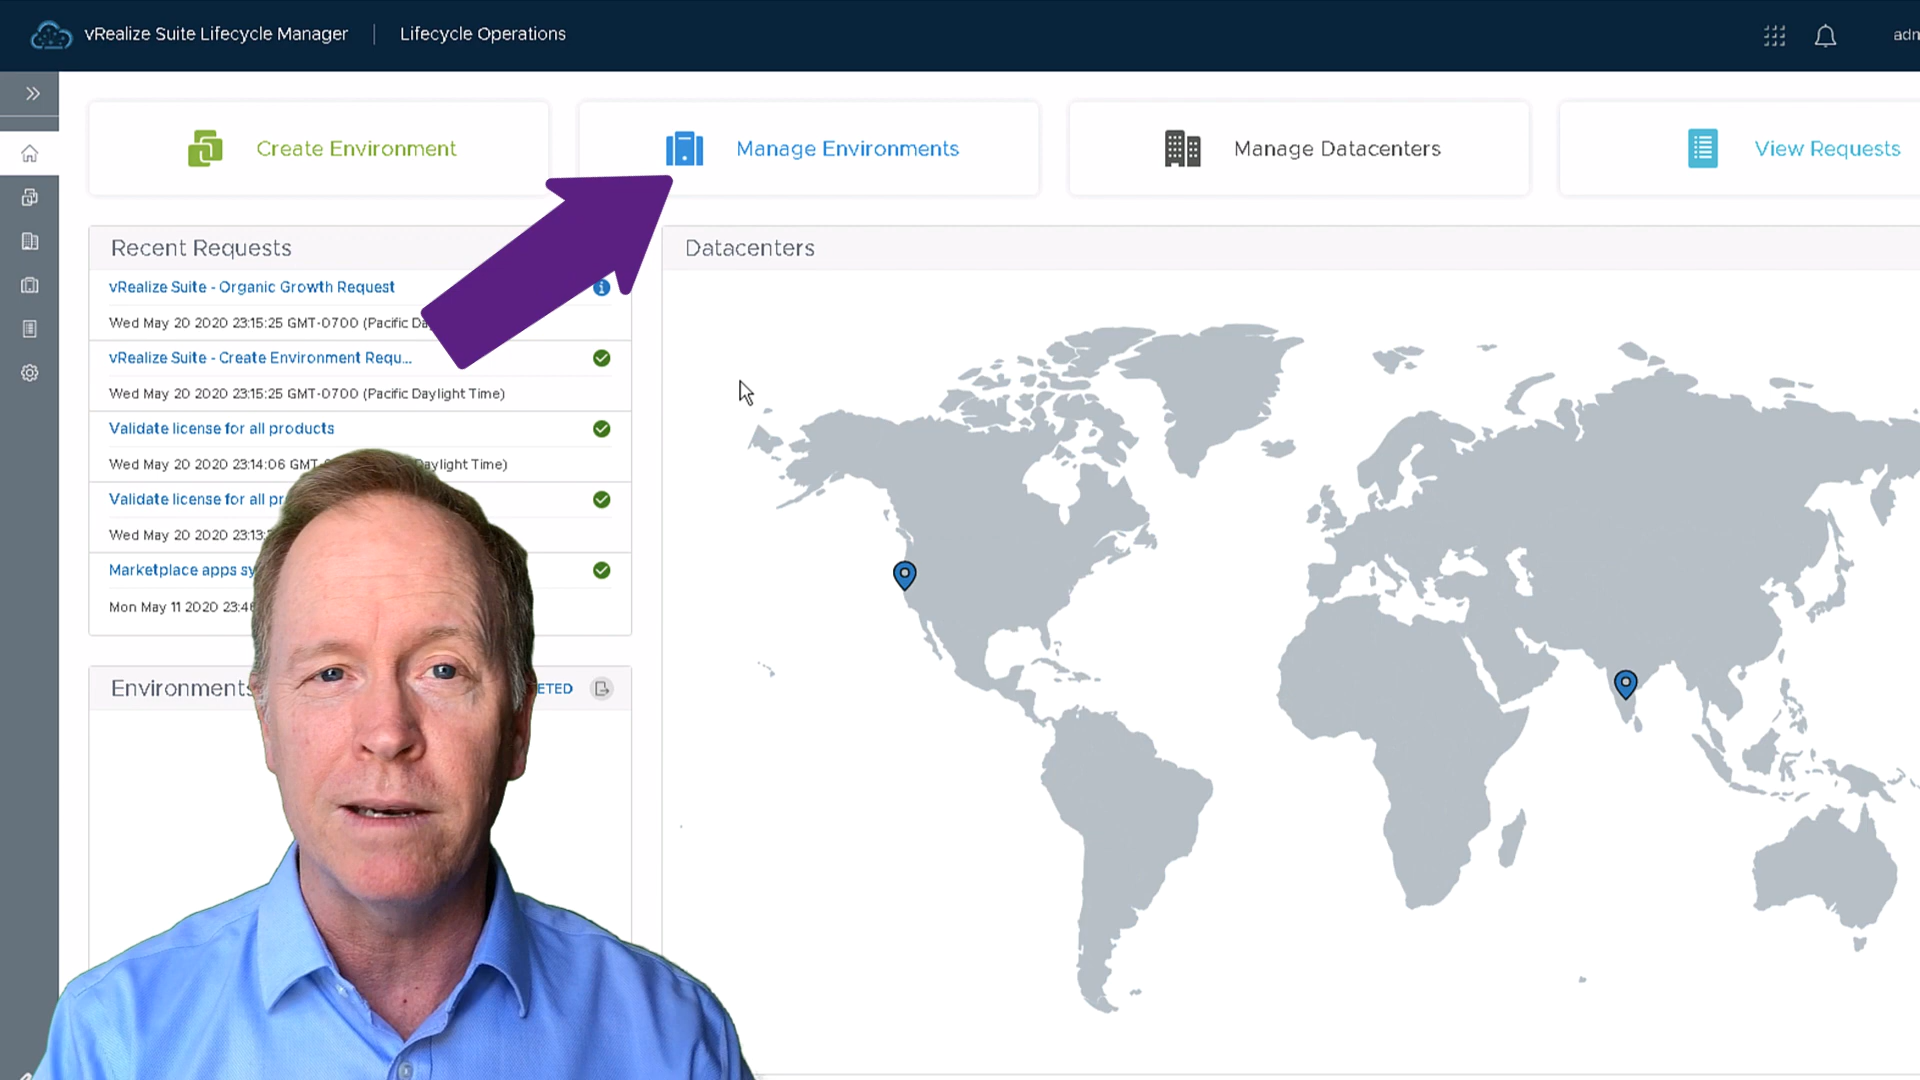 vRealize Suite Lifecycle Manager
Lifecycle Operations
Create Environment
Manage Environments
Manage Datacenters
View Requests
Recent Requests
vRealize Suite - Organic Growth Request
Wed May 20 2020 23:15:25 GMT-0700 (Pacific
vRealize Suite - Create Environment Requ...
Wed May 20 2020 23:15:25 GMT-0700 (Pacific Daylight Time)
Validate license for all products
Wed May 20 2020 23:14:06 GMT Daylight Time)
Validate license for all
Wed May 20 2020 23:13:
Marketplace apps
Mon May 11 2020
Environments
Datacenters